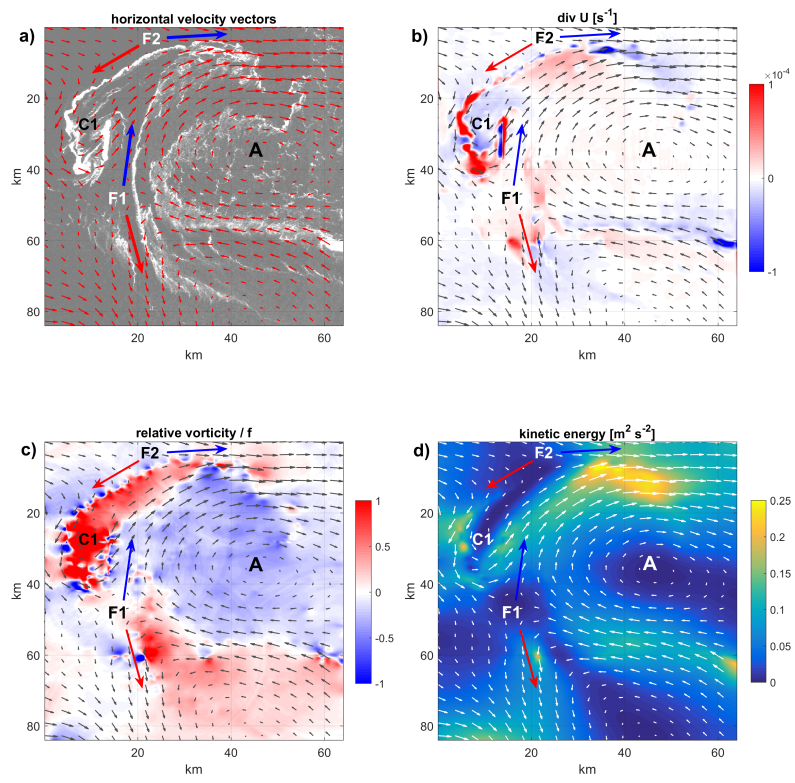 horizontal velocity vectors
a)
F2
C1
A
F1
20
40
60
80
km
20
40
60
km
div U [s⁻¹]
b)
F2
C1
A
F1
20
40
60
80
km
20
40
60
km
×10⁻⁴
1
0
-1
relative vorticity / f
c)
F2
C1
A
F1
20
40
60
80
km
20
40
60
km
1
0.5
0
-0.5
-1
kinetic energy [m² s⁻²]
d)
F2
C1
A
F1
20
40
60
80
km
20
40
60
km
0.25
0.2
0.15
0.1
0.05
0